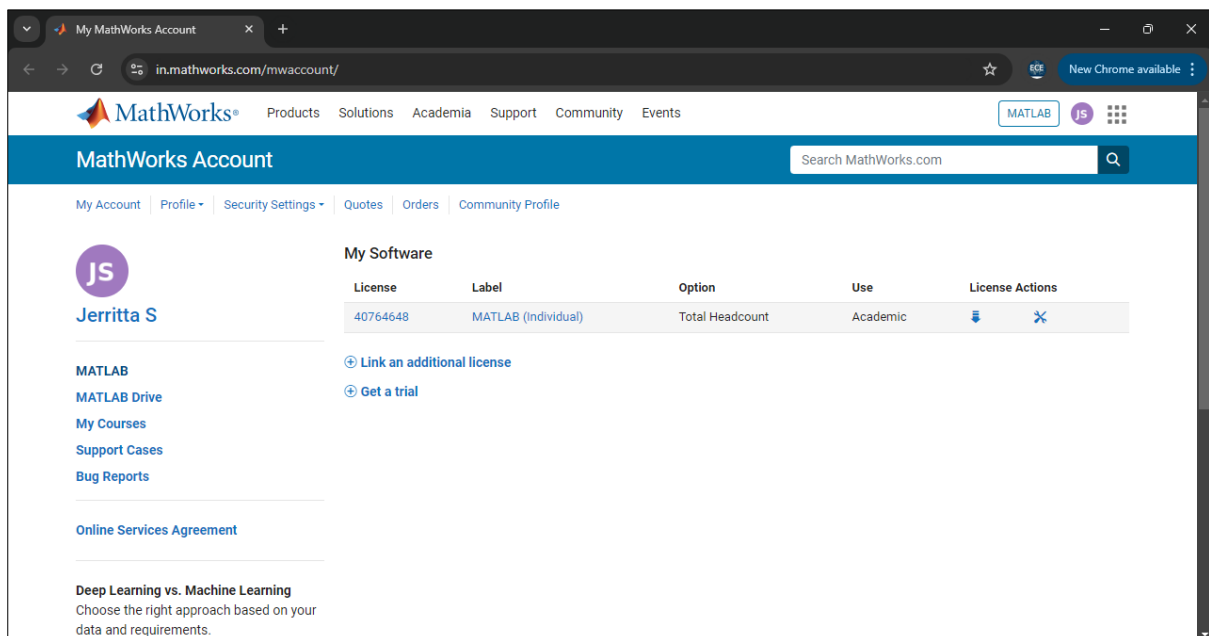 My MathWorks Account
in.mathworks.com/mwaccount/
ECE
New Chrome available
MathWorks®
Products Solutions Academia Support Community Events
MATLAB
JS
MathWorks Account
Search MathWorks.com
My Account Profile Security Settings Quotes Orders Community Profile
JS
Jerritta S
MATLAB
MATLAB Drive
My Courses
Support Cases
Bug Reports
Online Services Agreement
Deep Learning vs. Machine Learning
Choose the right approach based on your
data and requirements.
My Software
License Label Option Use License Actions
40764648 MATLAB (Individual) Total Headcount Academic
Link an additional license
Get a trial